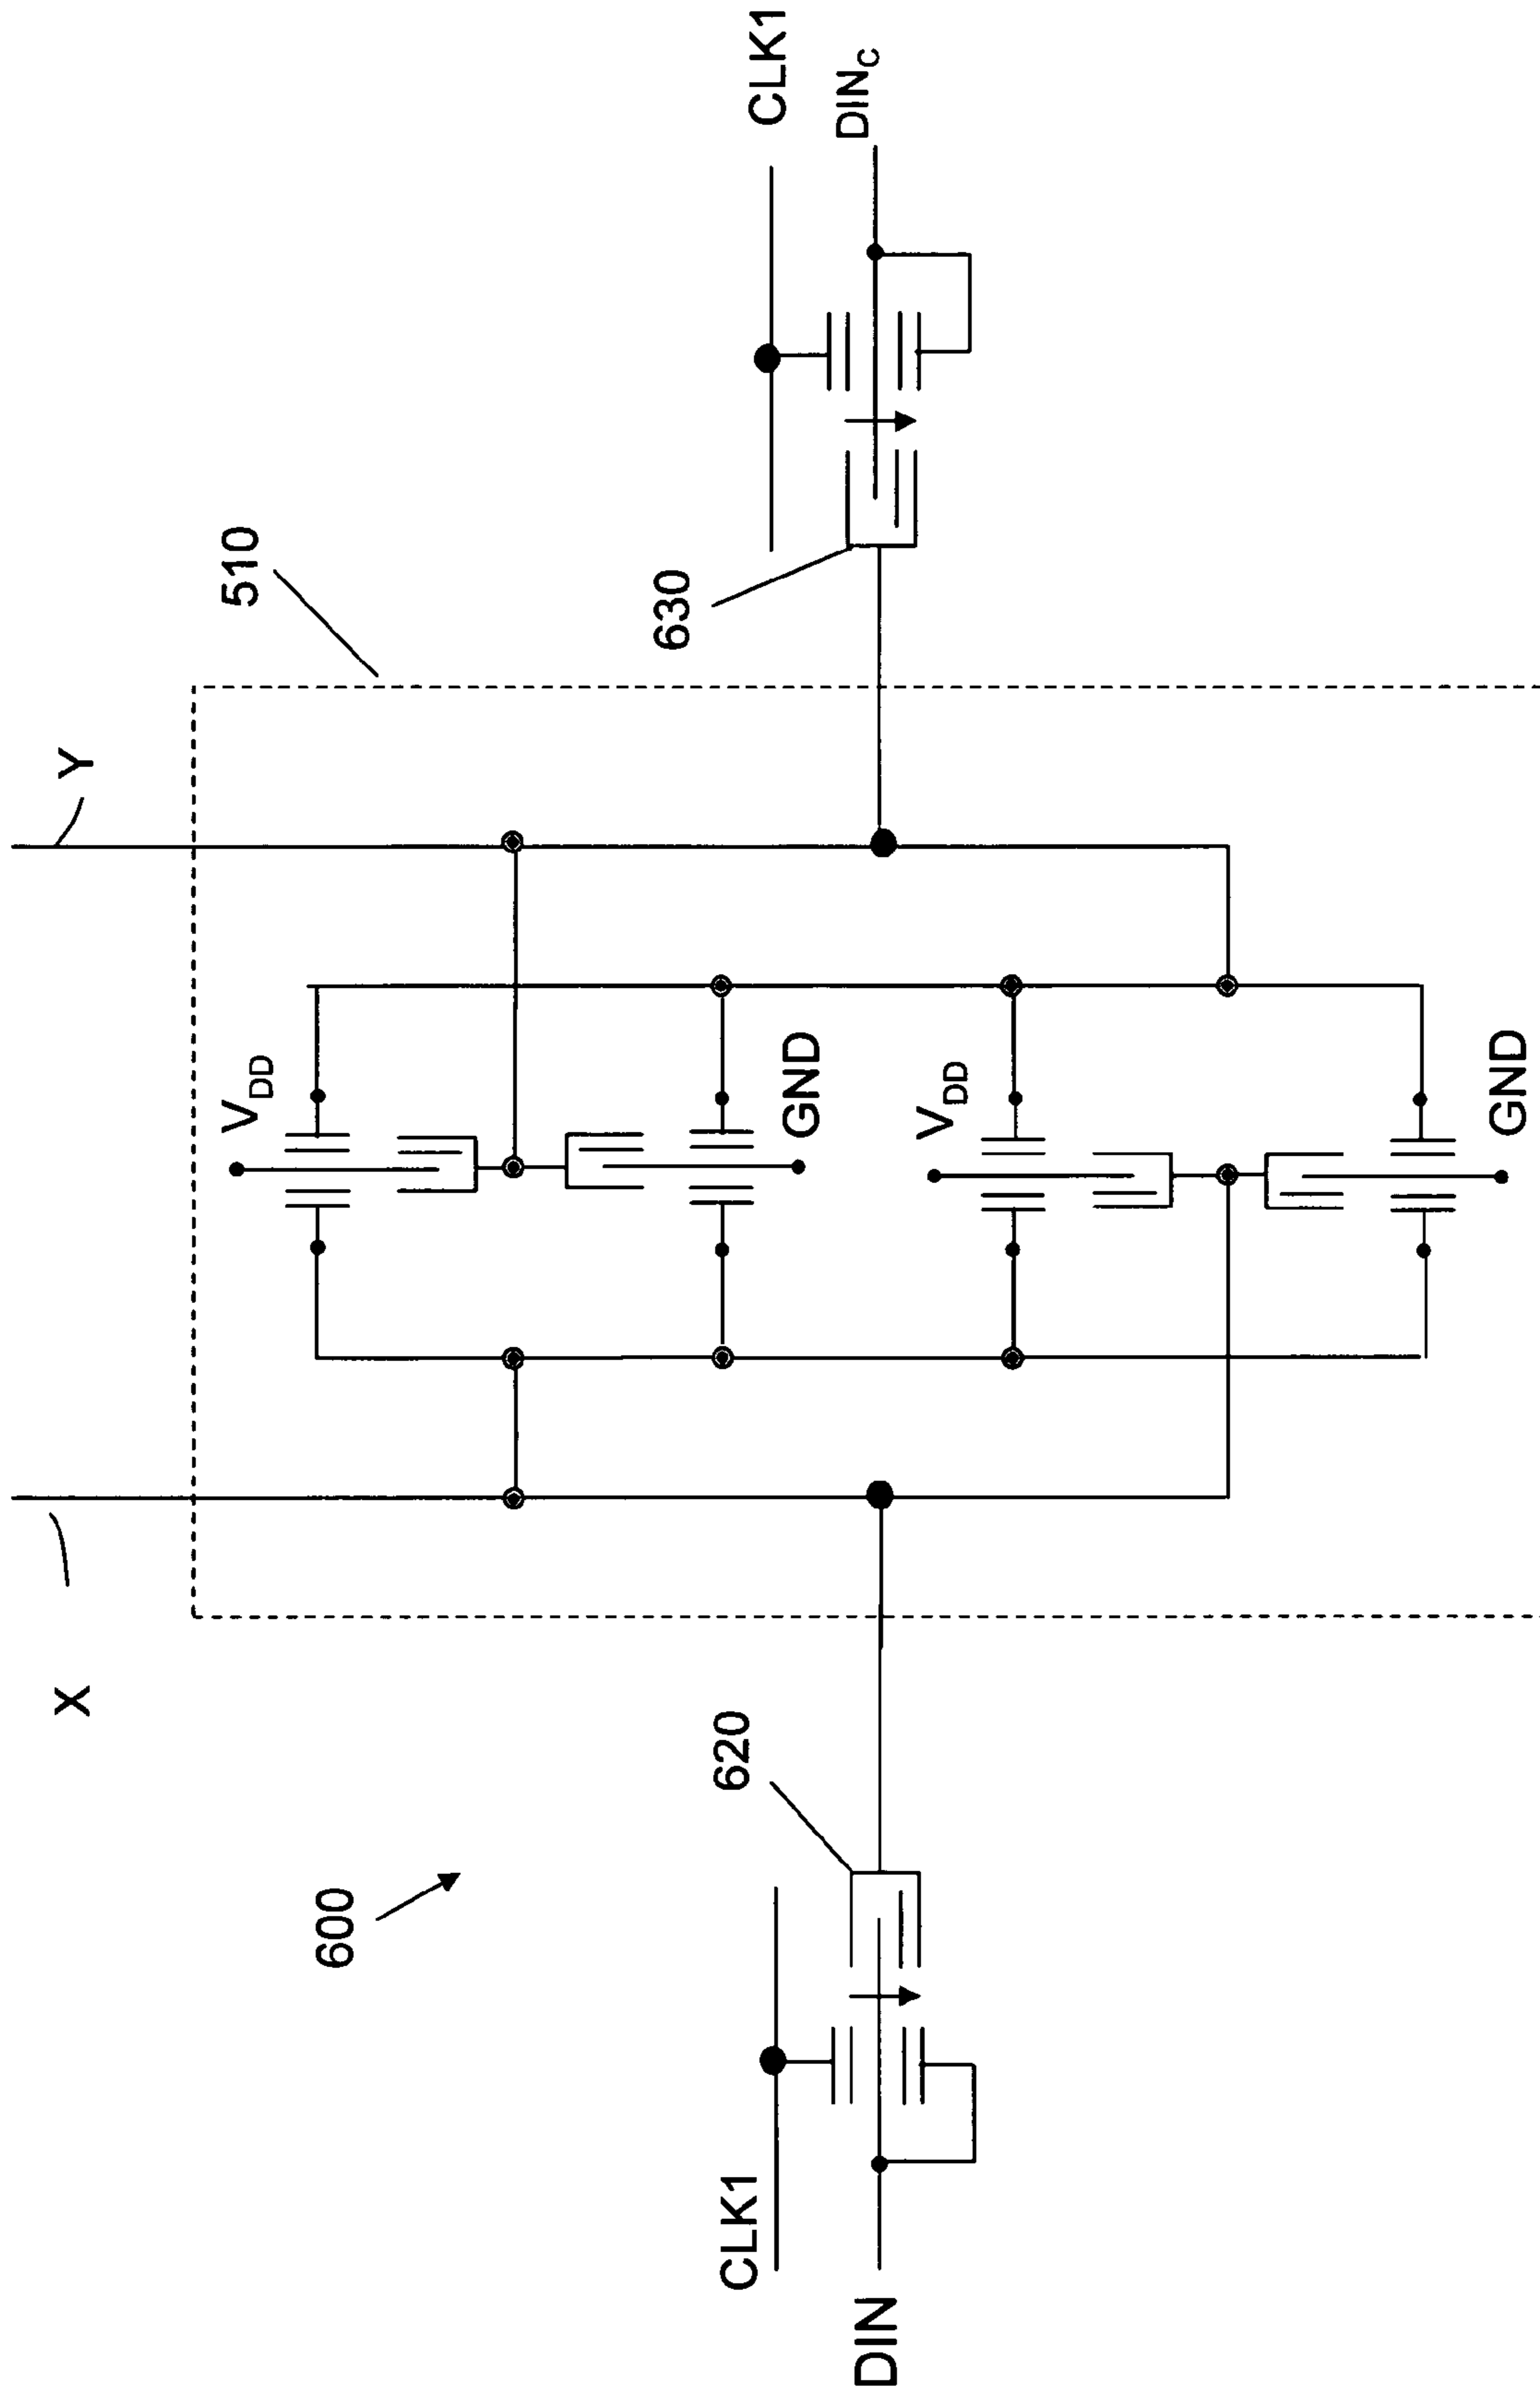 X
Y
510
600
V_DD
GND
V_DD
GND
CLK1
620
DIN
630
CLK1
DIN_C